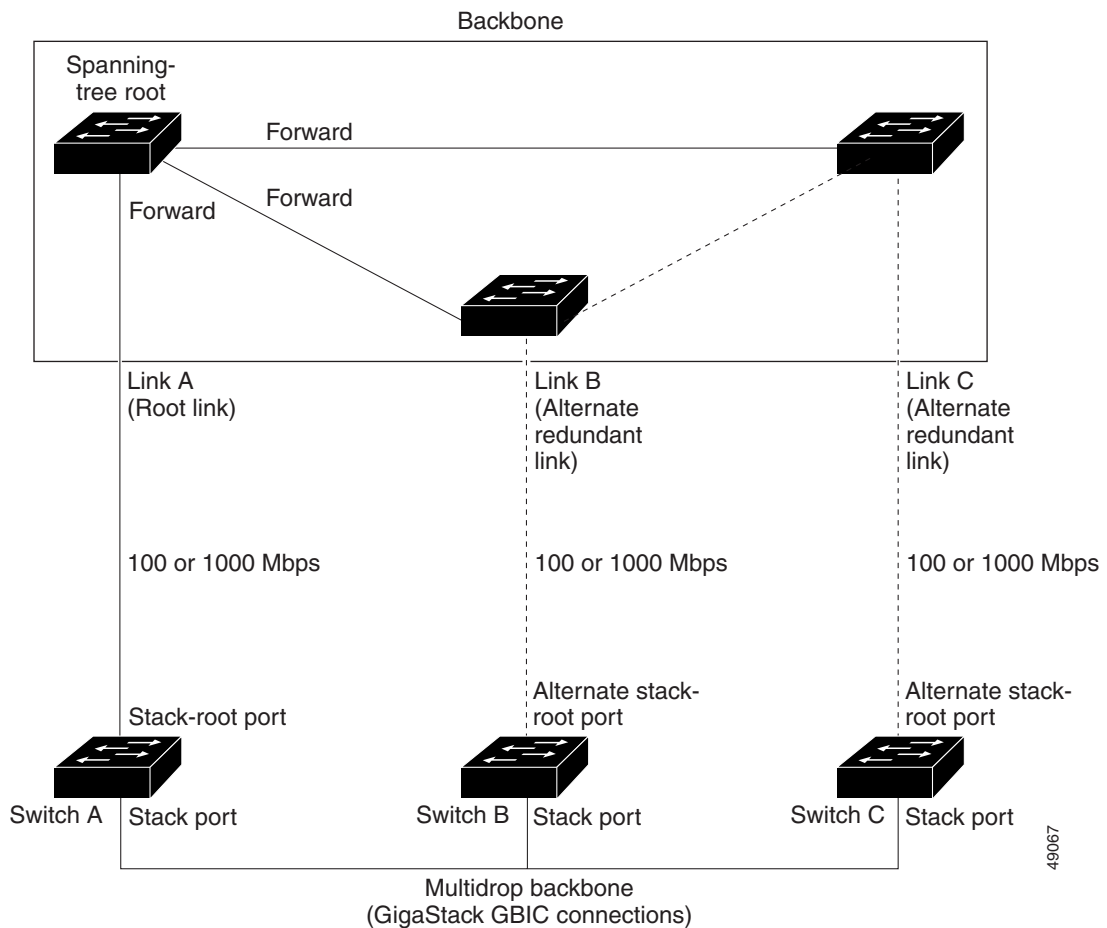 Backbone
Spanning-
tree root
Forward
Forward
Forward
Link A
(Root link)
Link B
(Alternate
redundant
link)
Link C
(Alternate
redundant
link)
100 or 1000 Mbps
100 or 1000 Mbps
100 or 1000 Mbps
Stack-root port
Alternate stack-
root port
Alternate stack-
root port
Switch A
Stack port
Switch B
Stack port
Switch C
Stack port
Multidrop backbone
(GigaStack GBIC connections)
49067